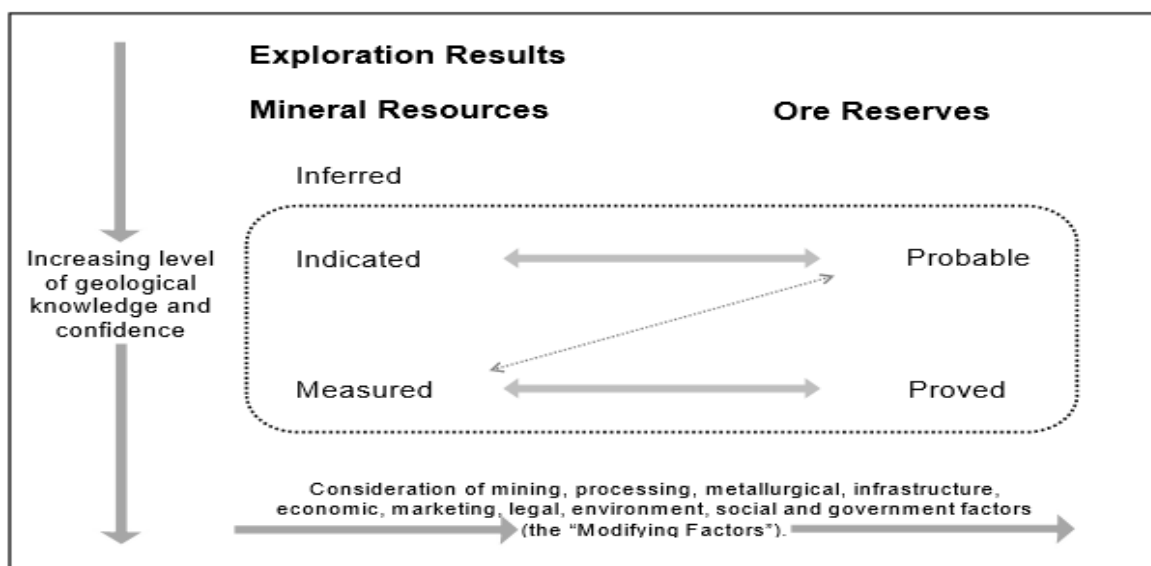 Exploration Results
Mineral Resources
Ore Reserves
Inferred
Indicated
Probable
Increasing level
of geological
knowledge and
confidence
Measured
Proved
Consideration of mining, processing, metallurgical, infrastructure,
economic, marketing, legal, environment, social and government factors
(the “Modifying Factors”).